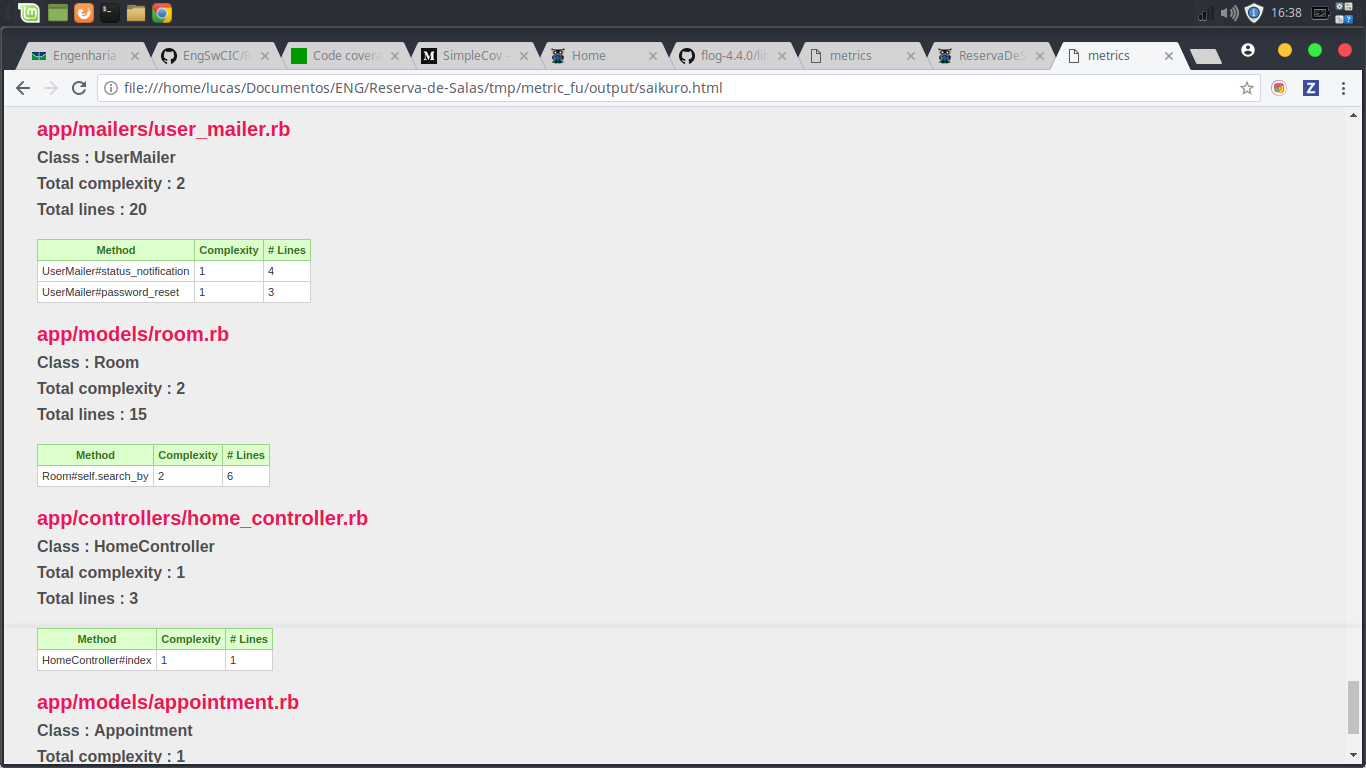 16:38
Engenharia
EngSwCIC/R
Code covera
SimpleCov –
Home
flog-4.4.0/lib
metrics
ReservaDeS
metrics
file:///home/lucas/Documentos/ENG/Reserva-de-Salas/tmp/metric_fu/output/saikuro.html
app/mailers/user_mailer.rb
Class : UserMailer
Total complexity : 2
Total lines : 20
Method Complexity # Lines
UserMailer#status_notification 1 4
UserMailer#password_reset 1 3
app/models/room.rb
Class : Room
Total complexity : 2
Total lines : 15
Method Complexity # Lines
Room#self.search_by 2 6
app/controllers/home_controller.rb
Class : HomeController
Total complexity : 1
Total lines : 3
Method Complexity # Lines
HomeController#index 1 1
app/models/appointment.rb
Class : Appointment
Total complexity : 1